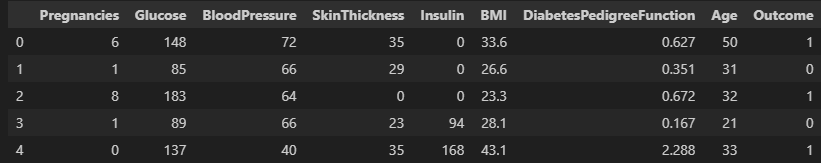 Pregnancies Glucose BloodPressure SkinThickness Insulin BMI DiabetesPedigreeFunction Age Outcome
0 6 148 72 35 0 33.6 0.627 50 1
1 1 85 66 29 0 26.6 0.351 31 0
2 8 183 64 0 0 23.3 0.672 32 1
3 1 89 66 23 94 28.1 0.167 21 0
4 0 137 40 35 168 43.1 2.288 33 1